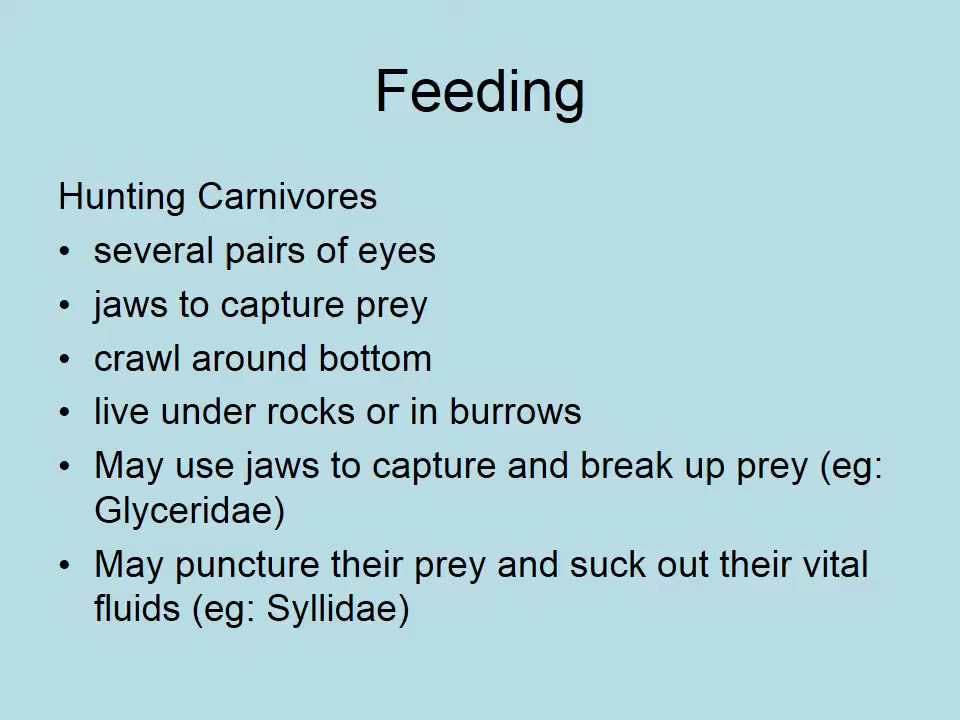 Feeding
Hunting Carnivores
• several pairs of eyes
• jaws to capture prey
• crawl around bottom
• live under rocks or in burrows
• May use jaws to capture and break up prey (eg:
Glyceridae)
• May puncture their prey and suck out their vital
fluids (eg: Syllidae)